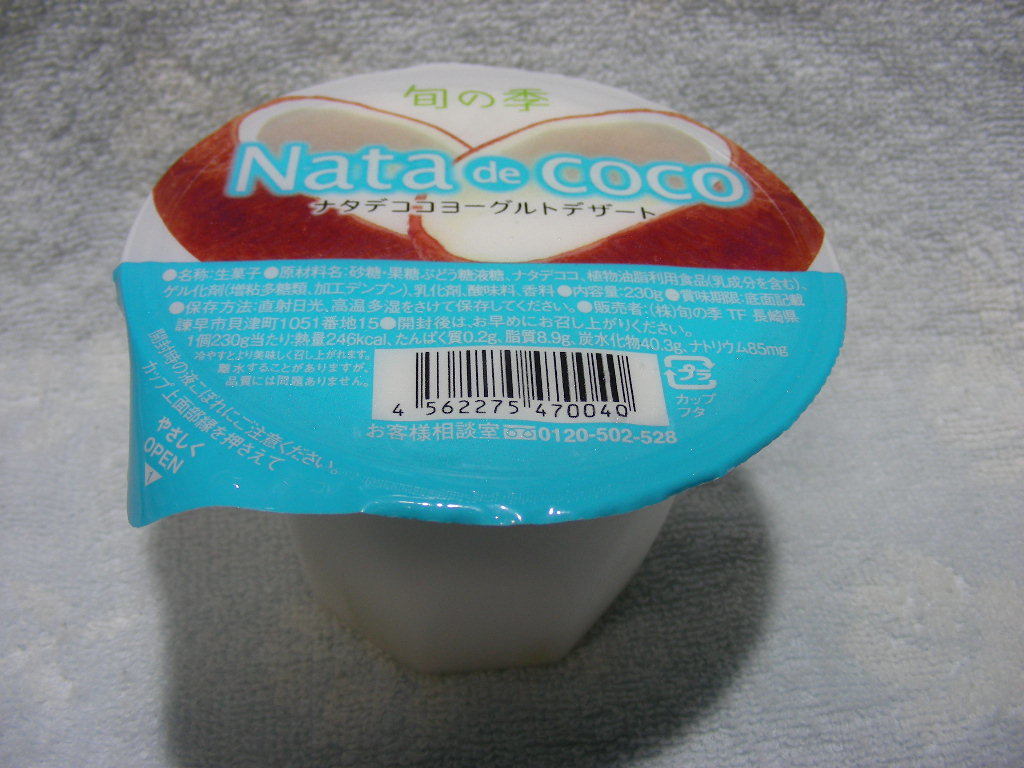 旬の季
Nata de coco
ナタデココヨーグルトデザート
●名称:生菓子●原材料名:砂糖・果糖ぶどう糖液糖、ナタデココ、植物油脂利用食品(乳成分を含む)、
ゲル化剤(増粘多糖類、加工デンプン)、乳化剤、酸味料、香料●内容量:230g●賞味期限:底面記載
●保存方法:直射日光、高温多湿をさけて保存してください。●販売者:(株)旬の季 TF 長崎県
諫早市貝津町1051番地15●開封後は、お早めにお召し上がりください。
1個230g当たり:熱量246kcal、たんぱく質0.2g、脂質8.9g、炭水化物40.3g、ナトリウム85mg
冷やすとより美味しく召し上がれます。
離水することがありますが、
品質には問題ありません。
4 562275 470040
プラ
カップ
フタ
お客様相談室 0120-502-528
開封時の液こぼれにご注意ください。
カップ上面部縁を押さえて
やさしく
OPEN